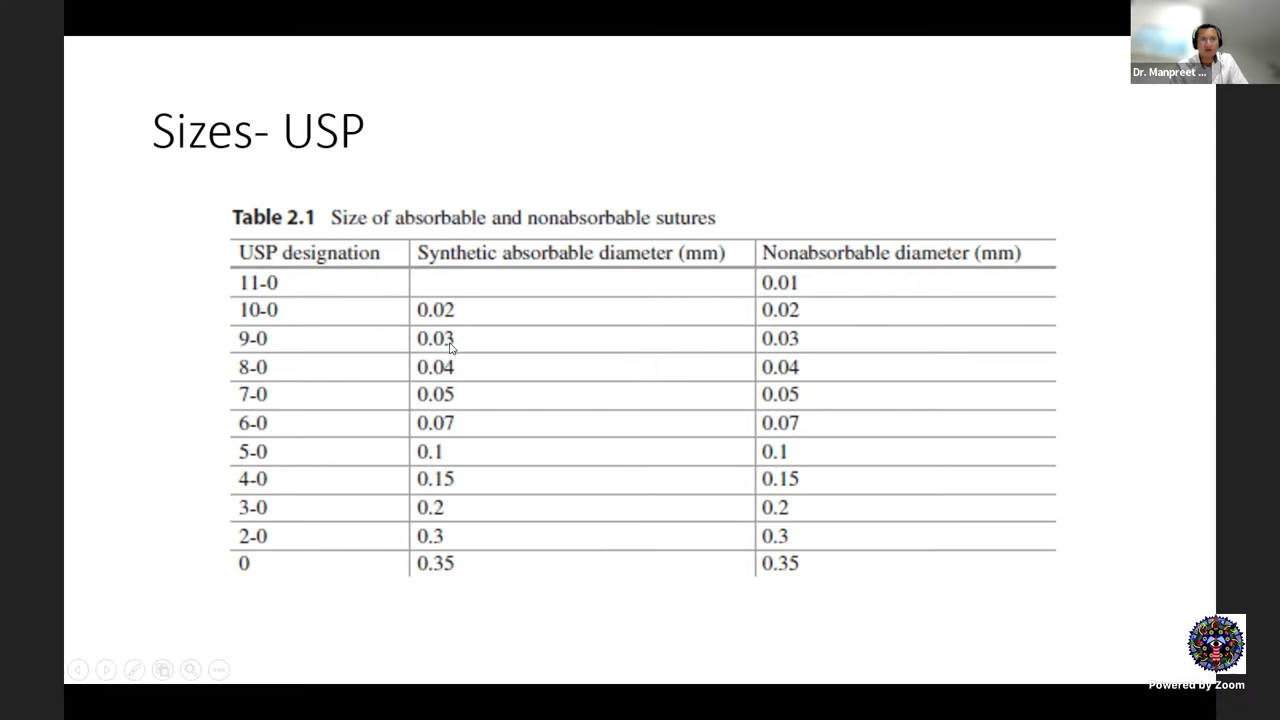 Dr. Manpreet ...
Sizes- USP
Table 2.1 Size of absorbable and nonabsorbable sutures
USP designation Synthetic absorbable diameter (mm) Nonabsorbable diameter (mm)
11-0 0.01
10-0 0.02 0.02
9-0 0.03 0.03
8-0 0.04 0.04
7-0 0.05 0.05
6-0 0.07 0.07
5-0 0.1 0.1
4-0 0.15 0.15
3-0 0.2 0.2
2-0 0.3 0.3
0 0.35 0.35
Powered by Zoom